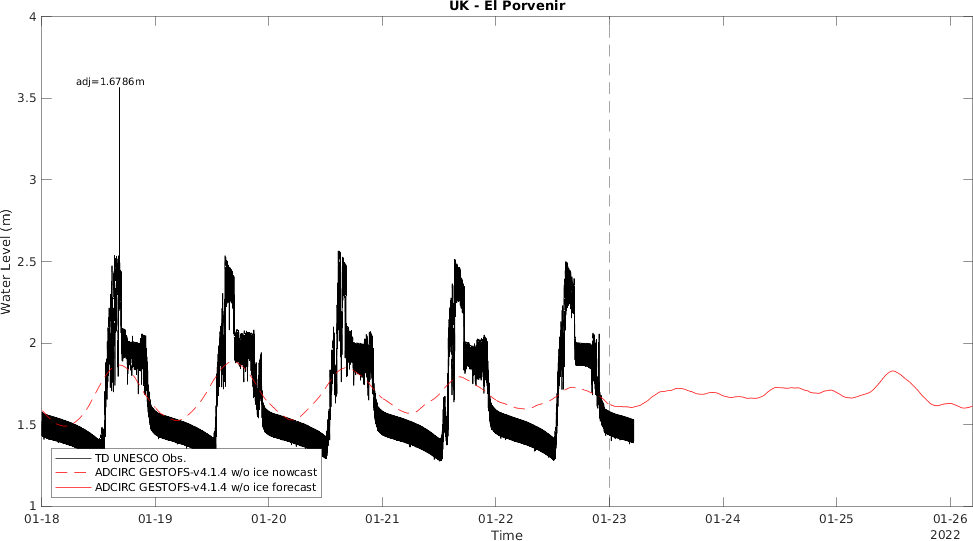 UK - El Porvenir
4
adj=1.6786m
3.5
3
2.5
2
1.5
1
Water Level (m)
TD UNESCO Obs.
ADCIRC GESTOFS-v4.1.4 w/o ice nowcast
ADCIRC GESTOFS-v4.1.4 w/o ice forecast
01-18 01-19 01-20 01-21 01-22 01-23 01-24 01-25 01-26
Time
2022